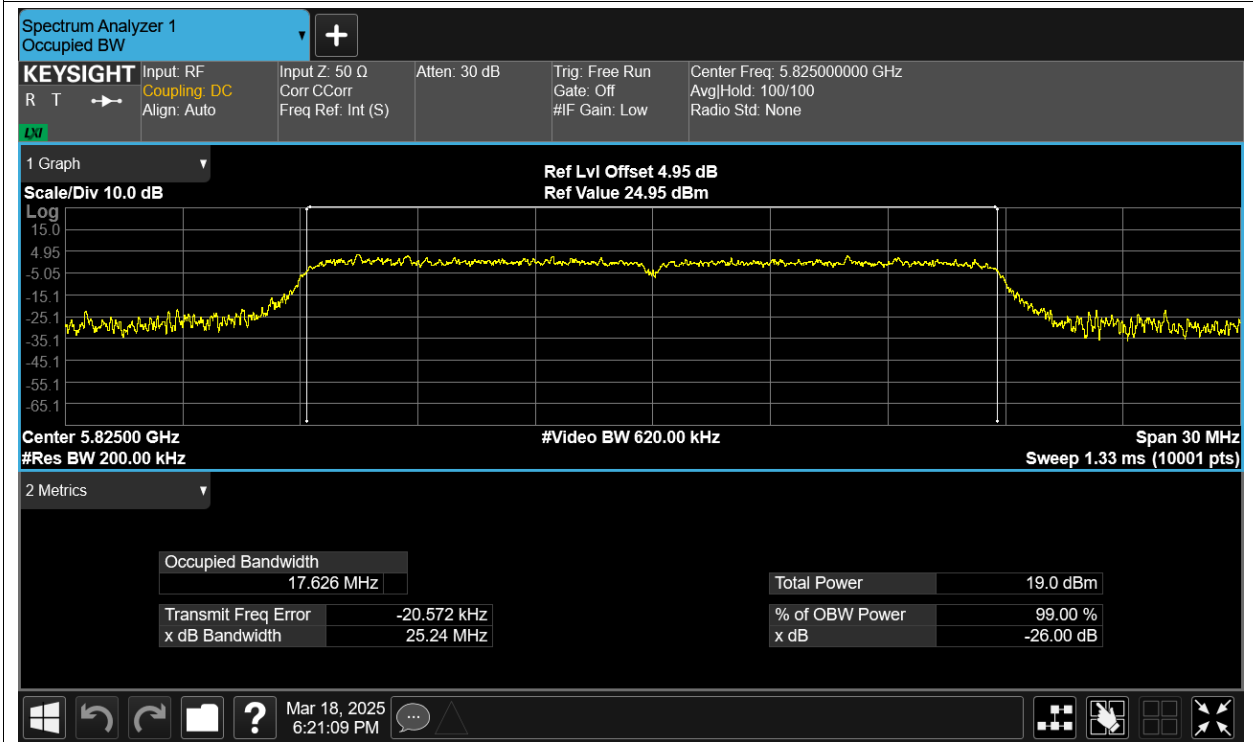 Spectrum Analyzer 1
Occupied BW
KEYSIGHT
R T
LXI
Input: RF
Coupling: DC
Align: Auto
Input Z: 50 Ω
Corr CCorr
Freq Ref: Int (S)
Atten: 30 dB
Trig: Free Run
Gate: Off
#IF Gain: Low
Center Freq: 5.825000000 GHz
Avg|Hold: 100/100
Radio Std: None
1 Graph
Scale/Div 10.0 dB
Ref Lvl Offset 4.95 dB
Ref Value 24.95 dBm
Log
15.0
4.95
-5.05
-15.1
-25.1
-35.1
-45.1
-55.1
-65.1
Center 5.82500 GHz
#Res BW 200.00 kHz
#Video BW 620.00 kHz
Span 30 MHz
Sweep 1.33 ms (10001 pts)
2 Metrics
Occupied Bandwidth
17.626 MHz
Transmit Freq Error -20.572 kHz
x dB Bandwidth 25.24 MHz
Total Power 19.0 dBm
% of OBW Power 99.00 %
x dB -26.00 dB
?
Mar 18, 2025
6:21:09 PM